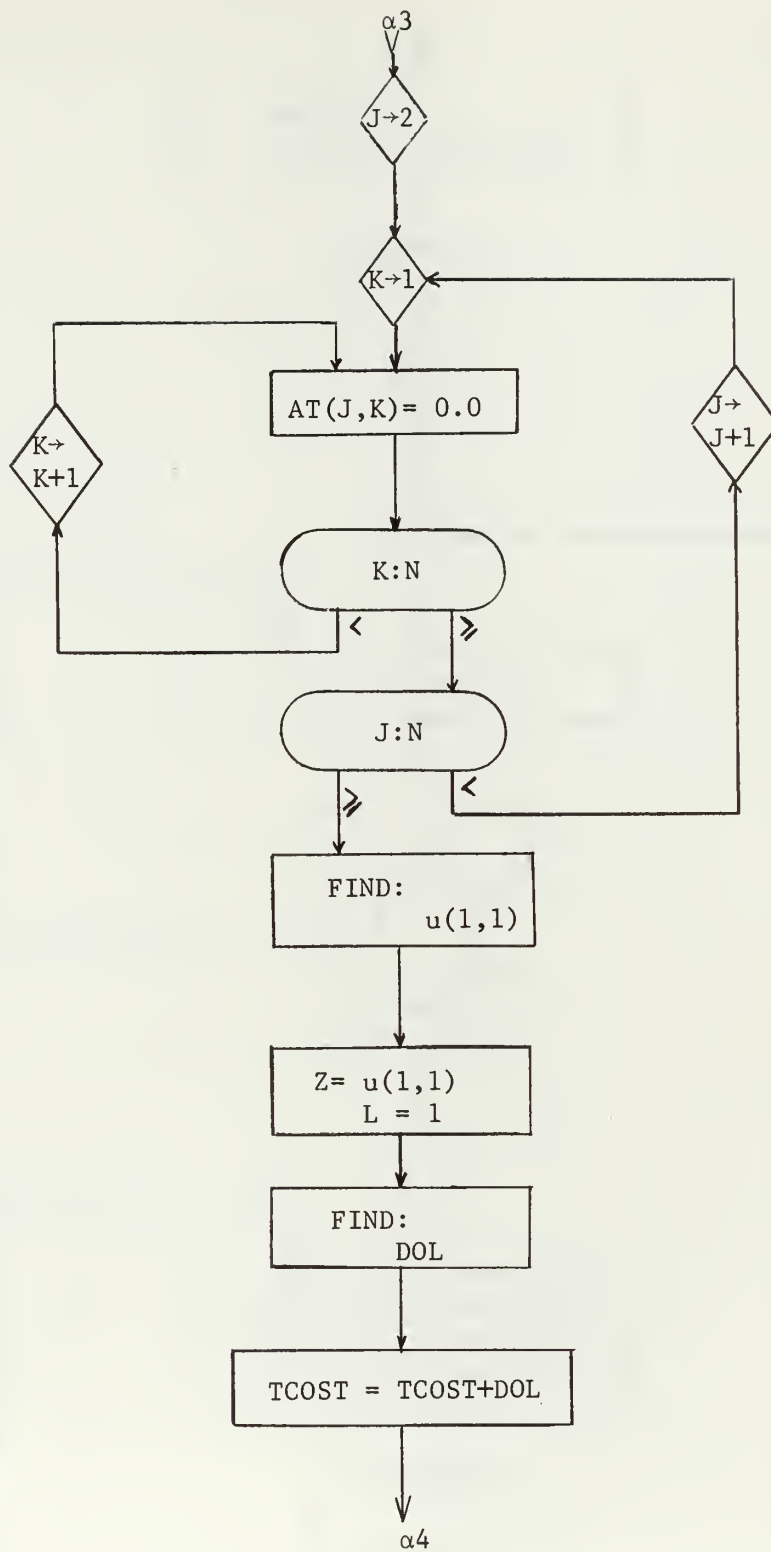 α3
J→2
K→1
AT(J,K)= 0.0
K→
K+1
J→
J+1
K:N
<
⩾
J:N
⩾
<
FIND:
u(1,1)
Z= u(1,1)
L = 1
FIND:
DOL
TCOST = TCOST+DOL
α4